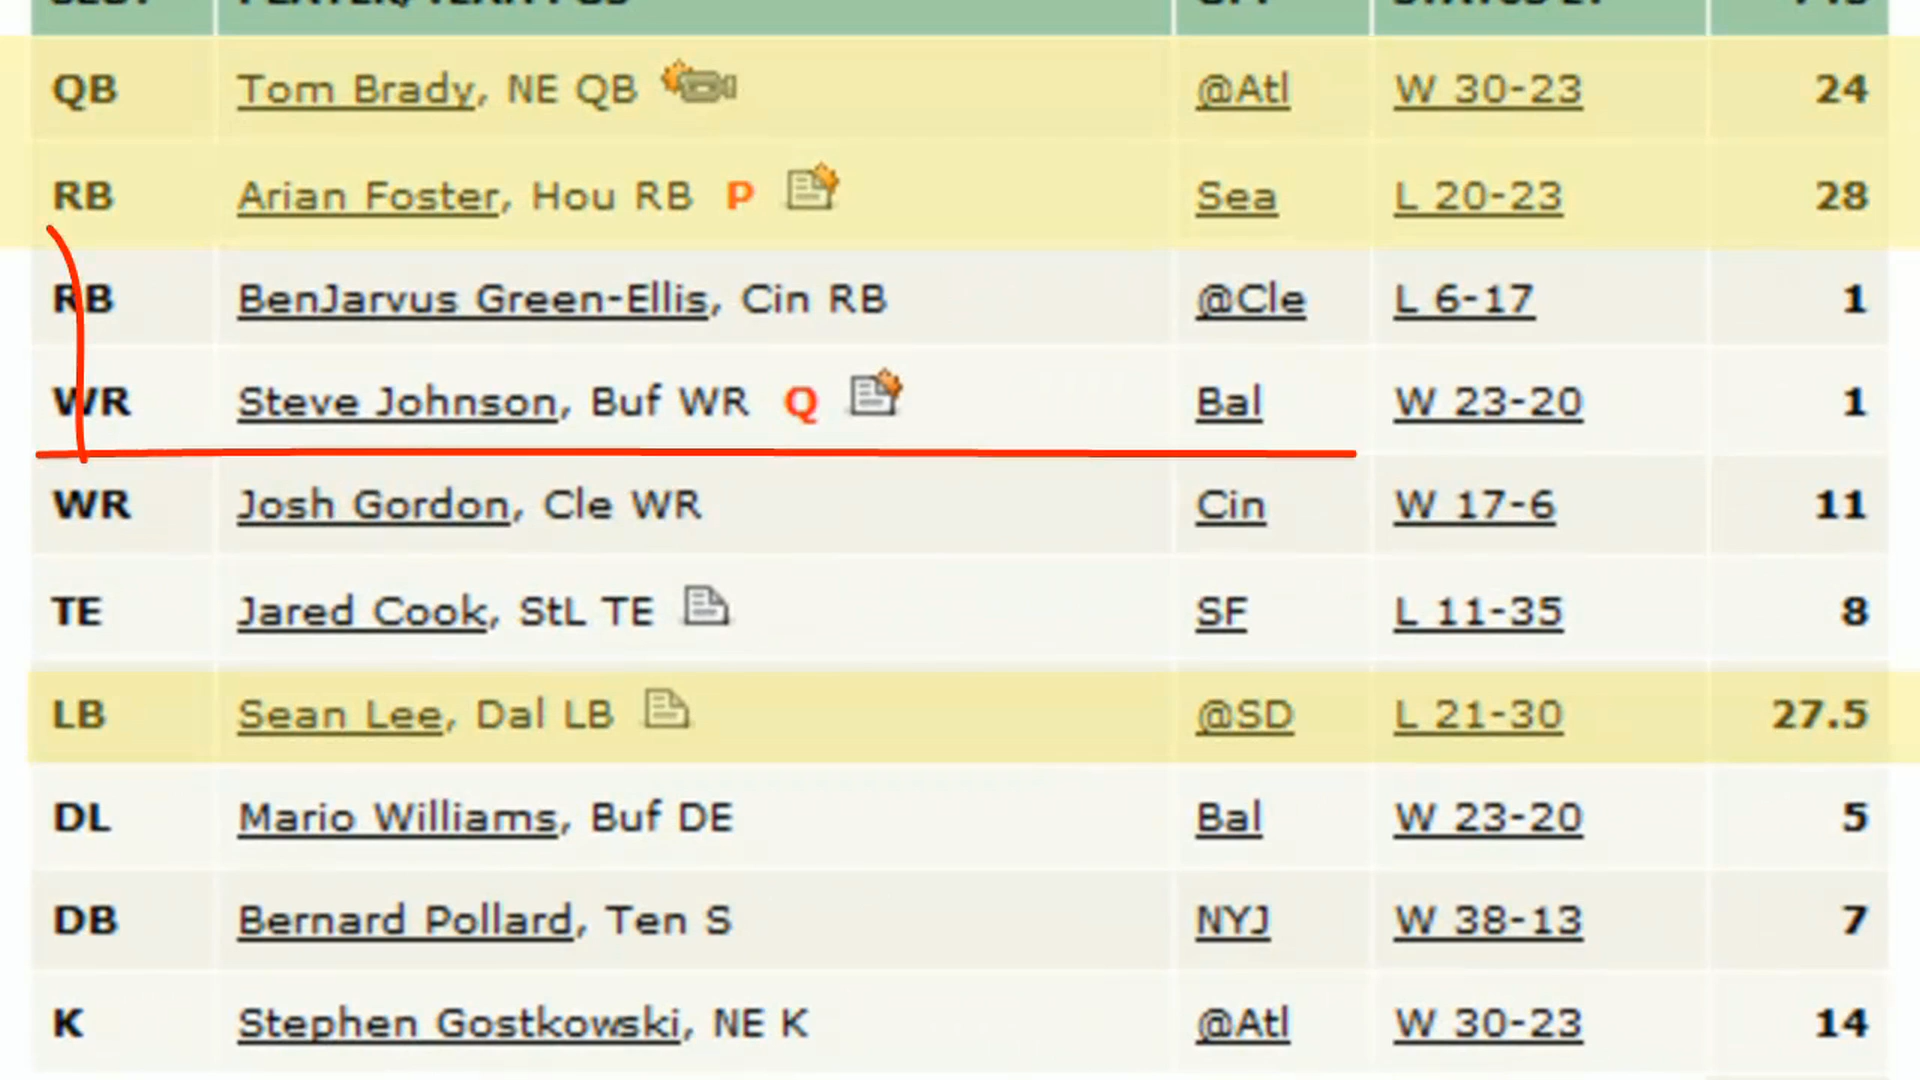 QB Tom Brady, NE QB @Atl W 30-23 24
RB Arian Foster, Hou RB P Sea L 20-23 28
RB BenJarvus Green-Ellis, Cin RB @Cle L 6-17 1
WR Steve Johnson, Buf WR Q Bal W 23-20 1
WR Josh Gordon, Cle WR Cin W 17-6 11
TE Jared Cook, StL TE SF L 11-35 8
LB Sean Lee, Dal LB @SD L 21-30 27.5
DL Mario Williams, Buf DE Bal W 23-20 5
DB Bernard Pollard, Ten S NYJ W 38-13 7
K Stephen Gostkowski, NE K @Atl W 30-23 14